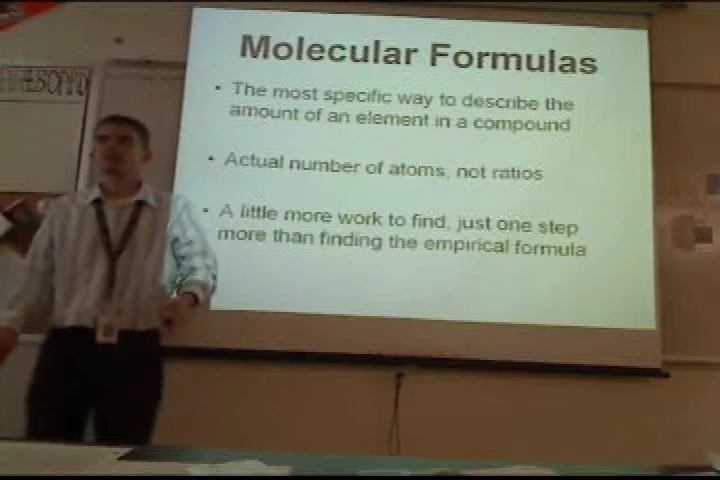 Molecular Formulas
• The most specific way to describe the
amount of an element in a compound
• Actual number of atoms, not ratios
• A little more work to find, just one step
more than finding the empirical formula